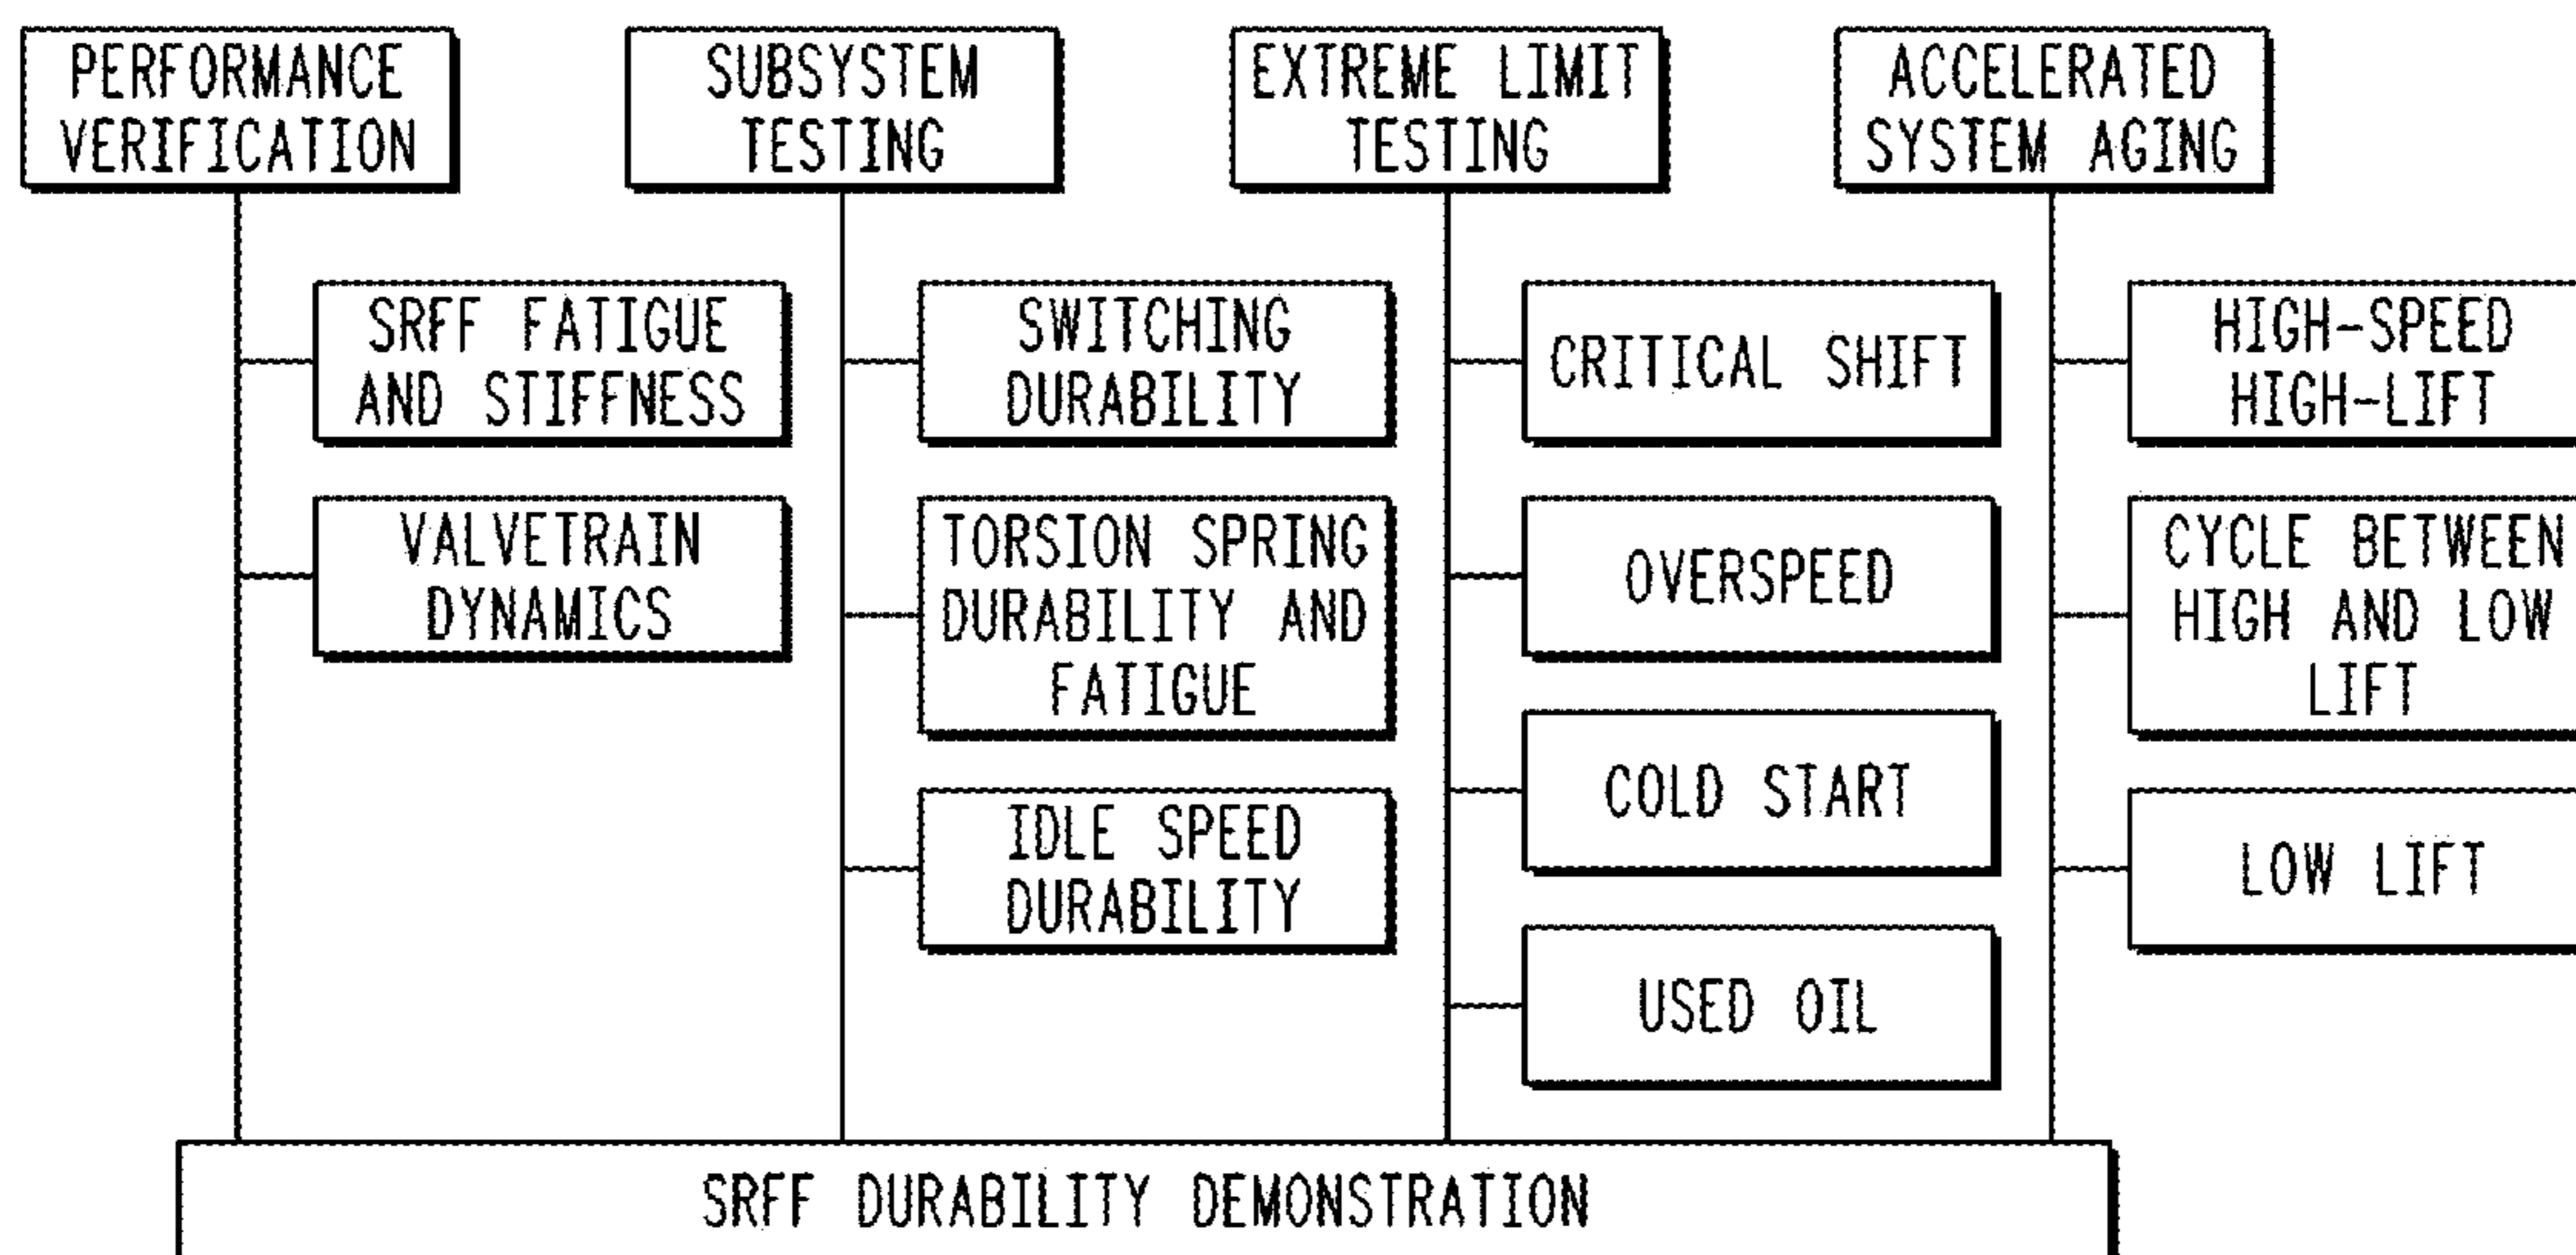 PERFORMANCE
VERIFICATION
SUBSYSTEM
TESTING
EXTREME LIMIT
TESTING
ACCELERATED
SYSTEM AGING
SRFF FATIGUE
AND STIFFNESS
VALVETRAIN
DYNAMICS
SWITCHING
DURABILITY
TORSION SPRING
DURABILITY AND
FATIGUE
IDLE SPEED
DURABILITY
CRITICAL SHIFT
OVERSPEED
COLD START
USED OIL
HIGH-SPEED
HIGH-LIFT
CYCLE BETWEEN
HIGH AND LOW
LIFT
LOW LIFT
SRFF DURABILITY DEMONSTRATION